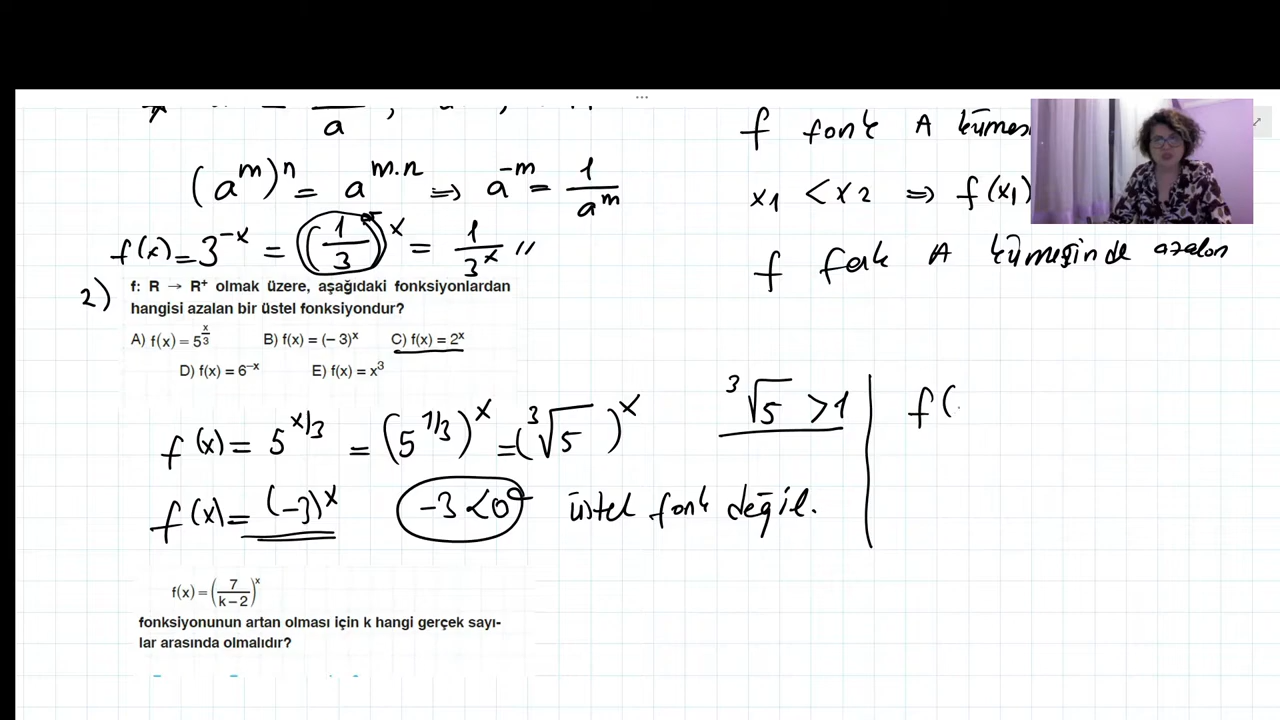 a
(a^m)^n = a^{m.n} ⇒ a^{-m} = 1/a^m
f(x) = 3^{-x} = (1/3)^x = 1/3^x //
2) f: R → R⁺ olmak üzere, aşağıdaki fonksiyonlardan
hangisi azalan bir üstel fonksiyondur?
A) f(x) = 5^{x/3} B) f(x) = (– 3)^x C) f(x) = 2^x
D) f(x) = 6^{–x} E) f(x) = x^3
f(x) = 5^{x/3} = (5^{1/3})^x = (∛5)^x
f(x) = (-3)^x -3 < 0 üstel fonk değil.
f(x) = (7/(k–2))^x
fonksiyonunun artan olması için k hangi gerçek sayı-
lar arasında olmalıdır?
f fonk A
x1 < x2 ⇒ f(x1)
f fonk A kümesinde azalan
∛5 > 1
f(